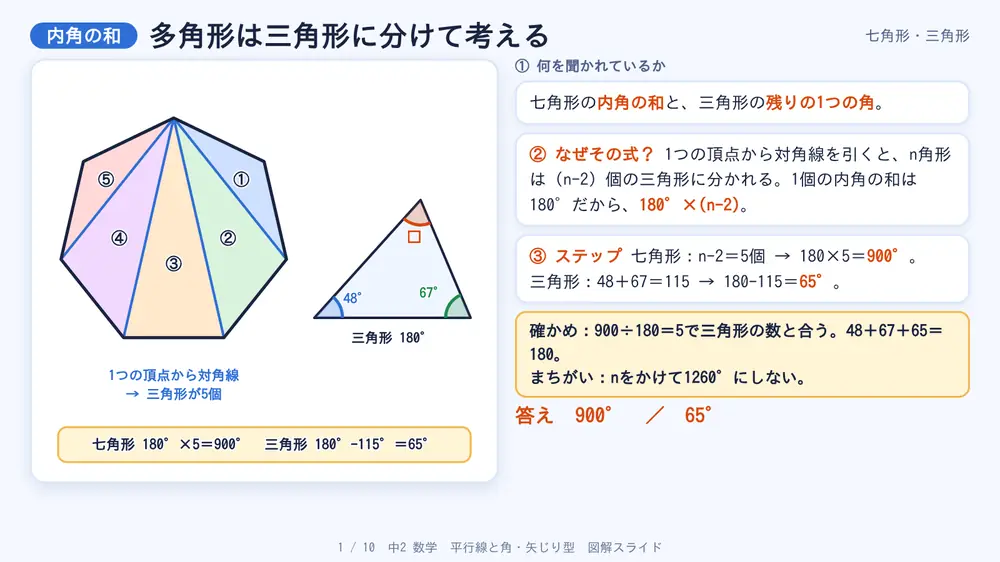 内角の和 多角形は三角形に分けて考える
七角形・三角形
⑤
①
④
②
③
□
48°
67°
三角形 180°
1つの頂点から対角線
→ 三角形が5個
七角形 180°×5=900° 三角形 180°-115°=65°
① 何を聞かれているか
七角形の内角の和と、三角形の残りの1つの角。
② なぜその式? 1つの頂点から対角線を引くと、n角形
は(n-2)個の三角形に分かれる。1個の内角の和は
180°だから、180°×(n-2)。
③ ステップ 七角形:n-2=5個 → 180×5=900°。
三角形:48+67=115 → 180-115=65°。
確かめ:900÷180=5で三角形の数と合う。48+67+65=
180。
まちがい:nをかけて1260°にしない。
答え 900° / 65°
1 / 10 中2 数学 平行線と角・矢じり型 図解スライド